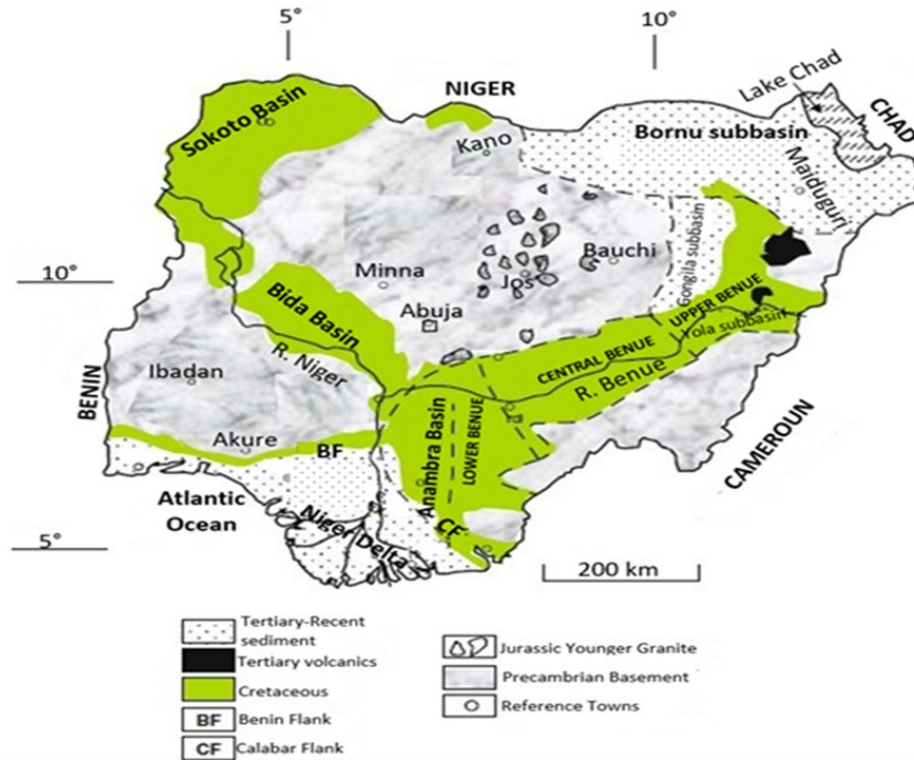 5°
10°
NIGER
Lake Chad
CHAD
Sokoto Basin
Bornu subbasin
Kano
Maiduguri
Gongila subbasin
Bauchi
Jos
10°
Minna
Abuja
Bida Basin
UPPER BENUE
Yola subbasin
CENTRAL BENUE
R. Benue
R. Niger
Ibadan
BENIN
Akure
BF
Anambra Basin
LOWER BENUE
CAMEROUN
Atlantic
Ocean
Niger Delta
CF
5°
200 km
Tertiary-Recent
sediment
Tertiary volcanics
Cretaceous
BF Benin Flank
CF Calabar Flank
Jurassic Younger Granite
Precambrian Basement
Reference Towns